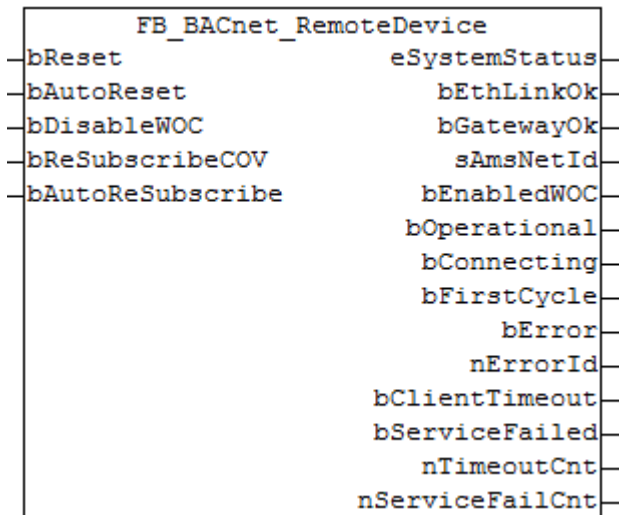 FB_BACnet_RemoteDevice
bReset eSystemStatus
bAutoReset bEthLinkOk
bDisableWOC bGatewayOk
bReSubscribeCOV sAmsNetId
bAutoReSubscribe bEnabledWOC
bOperational
bConnecting
bFirstCycle
bError
nErrorId
bClientTimeout
bServiceFailed
nTimeoutCnt
nServiceFailCnt